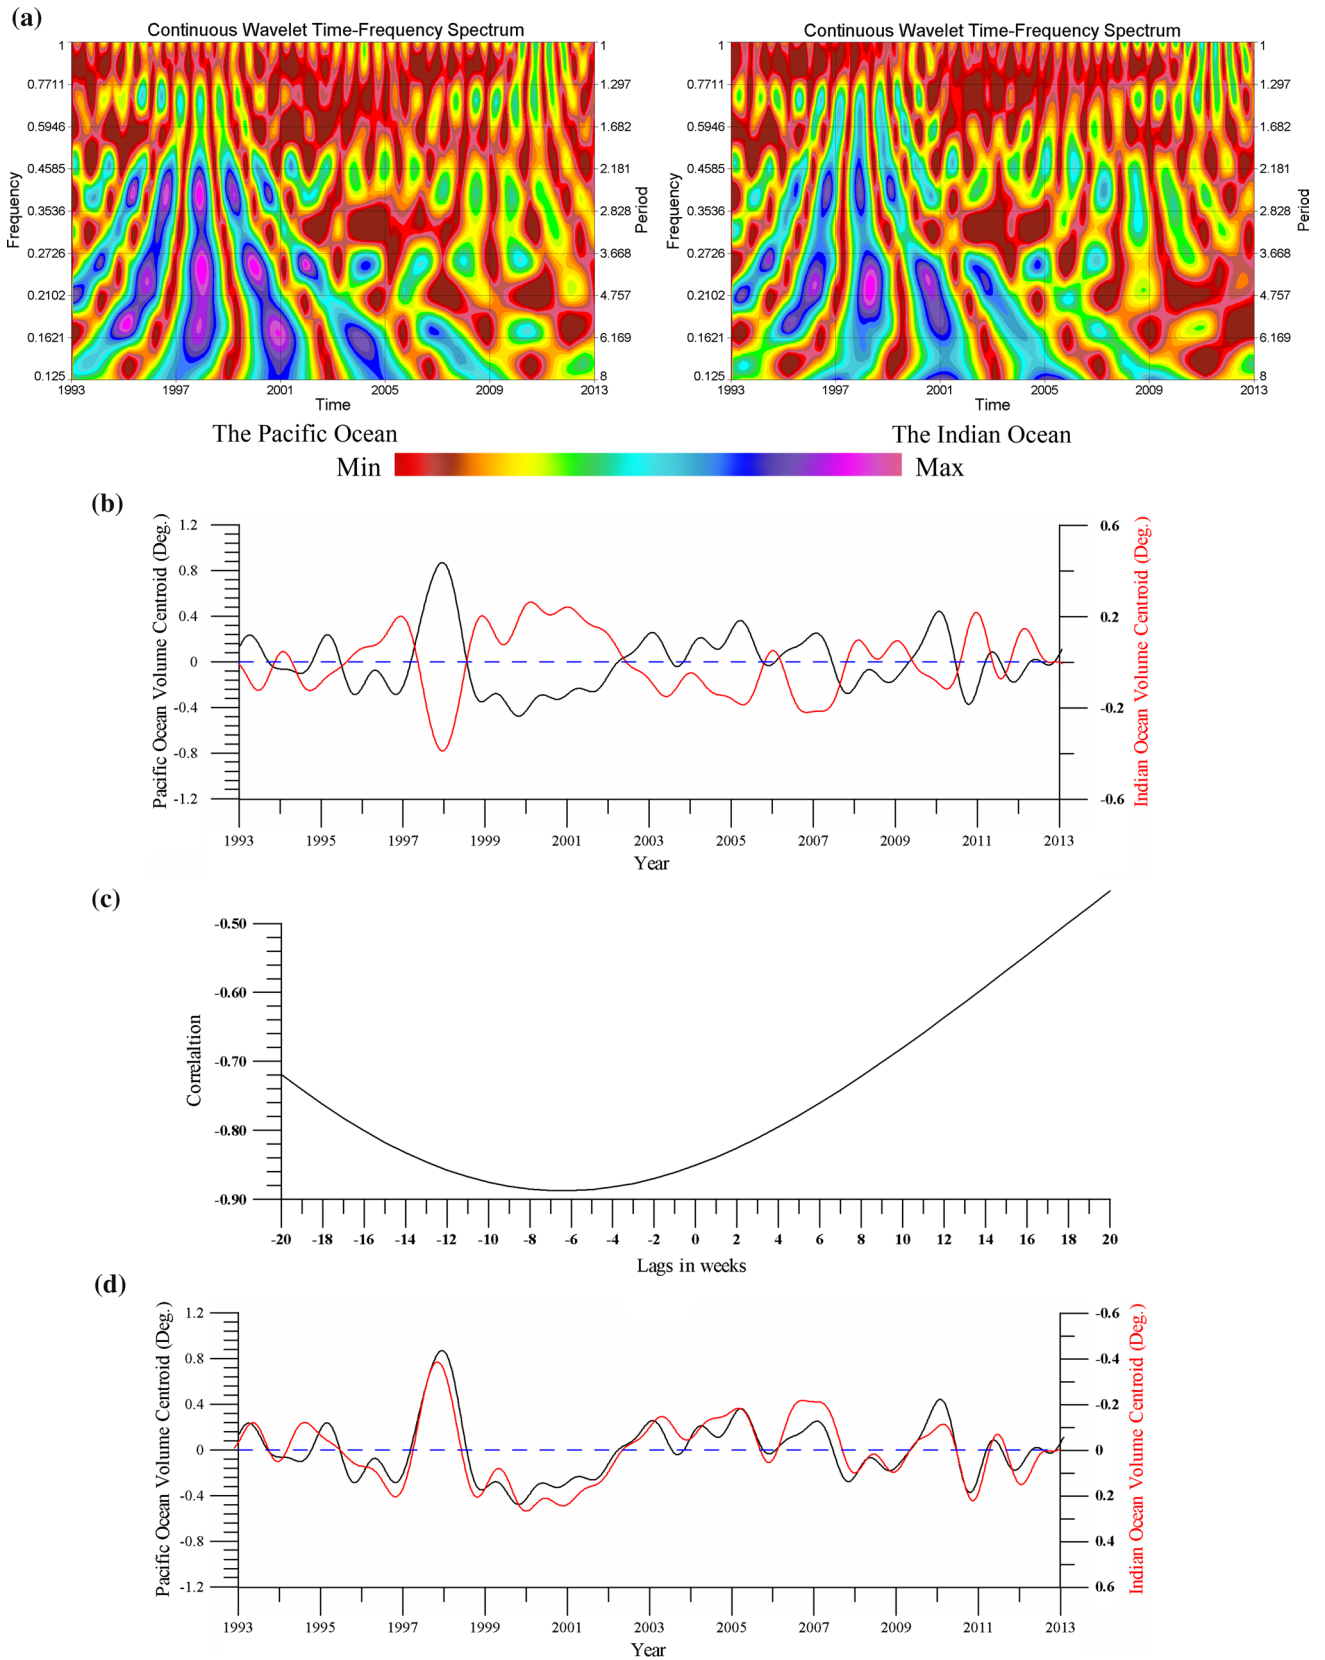 (a)
Continuous Wavelet Time-Frequency Spectrum
Continuous Wavelet Time-Frequency Spectrum
1
0.7711
0.5946
0.4585
0.3536
0.2726
0.2102
0.1621
0.125
Frequency
1
1.297
1.682
2.181
2.828
3.668
4.757
6.169
8
Period
1993 1997 2001 2005 2009 2013
Time
1
0.7711
0.5946
0.4585
0.3536
0.2726
0.2102
0.1621
0.125
Frequency
1
1.297
1.682
2.181
2.828
3.668
4.757
6.169
8
Period
1993 1997 2001 2005 2009 2013
Time
The Pacific Ocean
The Indian Ocean
Min
Max
(b)
Pacific Ocean Volume Centroid (Deg.)
1.2
0.8
0.4
0
-0.4
-0.8
-1.2
0.6
0.2
-0.2
-0.6
Indian Ocean Volume Centroid (Deg.)
1993 1995 1997 1999 2001 2003 2005 2007 2009 2011 2013
Year
(c)
Correlaltion
-0.50
-0.60
-0.70
-0.80
-0.90
-20 -18 -16 -14 -12 -10 -8 -6 -4 -2 0 2 4 6 8 10 12 14 16 18 20
Lags in weeks
(d)
Pacific Ocean Volume Centroid (Deg.)
1.2
0.8
0.4
0
-0.4
-0.8
-1.2
-0.6
-0.4
-0.2
0
0.2
0.4
0.6
Indian Ocean Volume Centroid (Deg.)
1993 1995 1997 1999 2001 2003 2005 2007 2009 2011 2013
Year